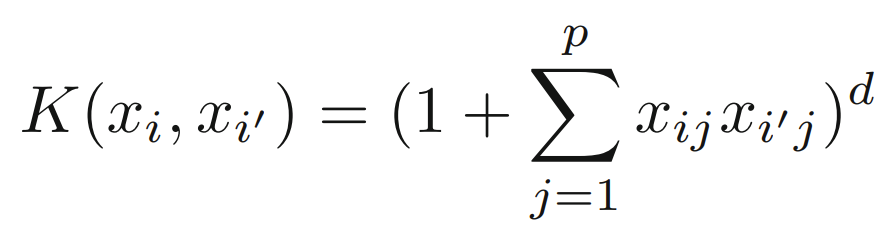 K(x_i, x_{i'}) = (1 + \sum_{j=1}^{p} x_{ij} x_{i'j})^d